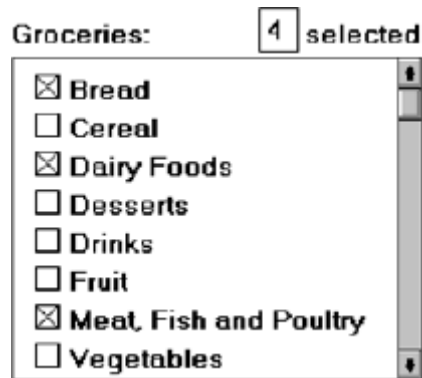 Groceries: 4 selected
Bread
Cereal
Dairy Foods
Desserts
Drinks
Fruit
Meat, Fish and Poultry
Vegetables